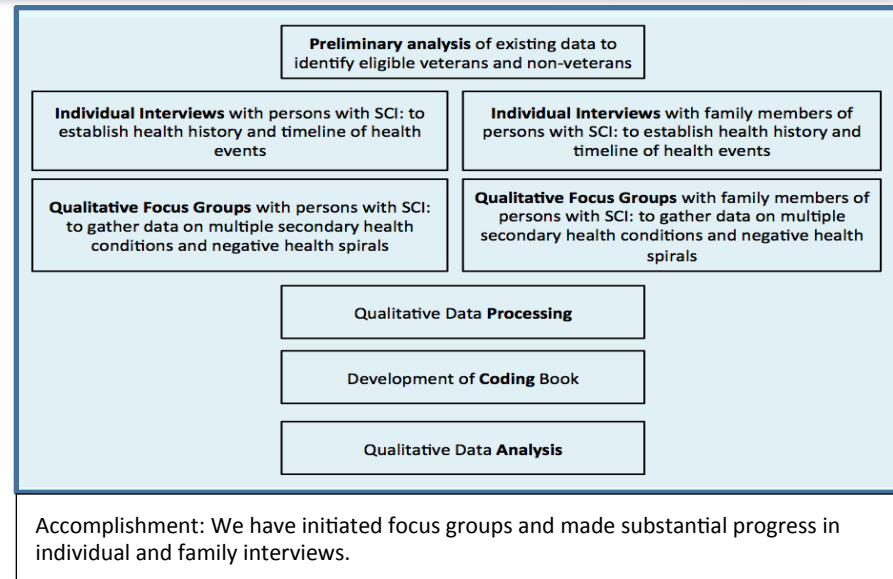 Preliminary analysis of existing data to
identify eligible veterans and non-veterans
Individual Interviews with persons with SCI: to
establish health history and timeline of health
events
Individual Interviews with family members of
persons with SCI: to establish health history and
timeline of health events
Qualitative Focus Groups with persons with SCI:
to gather data on multiple secondary health
conditions and negative health spirals
Qualitative Focus Groups with family members of
persons with SCI: to gather data on multiple
secondary health conditions and negative health
spirals
Qualitative Data Processing
Development of Coding Book
Qualitative Data Analysis
Accomplishment: We have initiated focus groups and made substantial progress in
individual and family interviews.